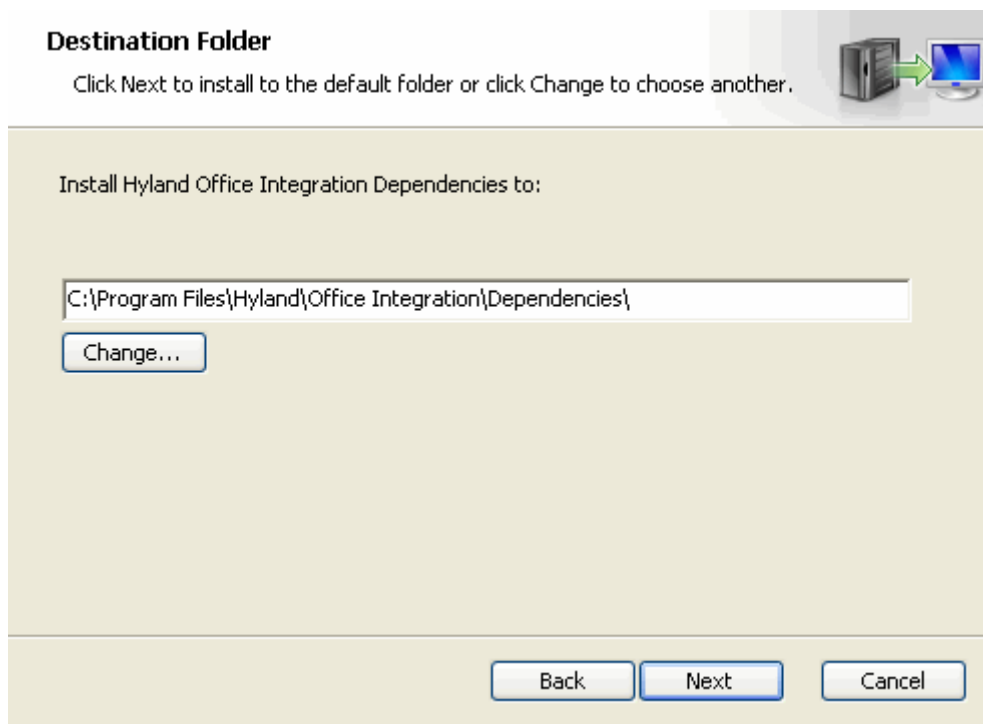 Destination Folder
Click Next to install to the default folder or click Change to choose another.
Install Hyland Office Integration Dependencies to:
C:\Program Files\Hyland\Office Integration\Dependencies\
Change...
Back Next Cancel